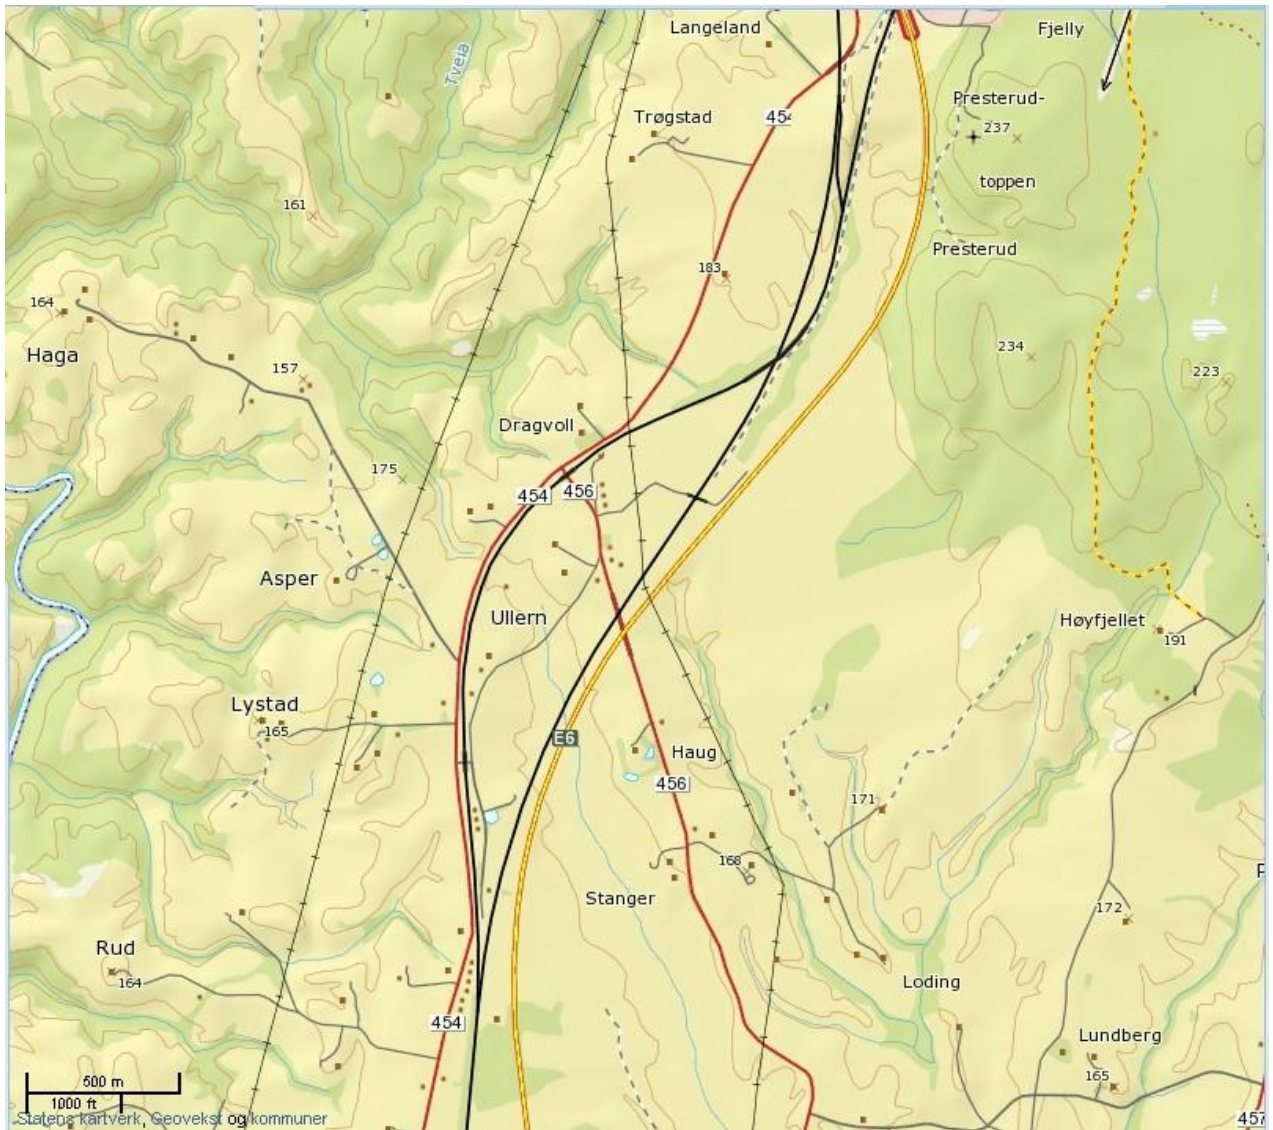 Langeland
Fjelly
Tveia
Presterud-
237
toppen
Trøgstad
454
161
Presterud
183
164
Haga
157
234
223
Dragvoll
175
454
456
Asper
Ullern
Høyfjellet
191
Lystad
165
E6
Haug
456
171
168
Stanger
172
Rud
164
Loding
454
Lundberg
165
500 m
1000 ft
Statens kartverk, Geovekst og kommuner
457